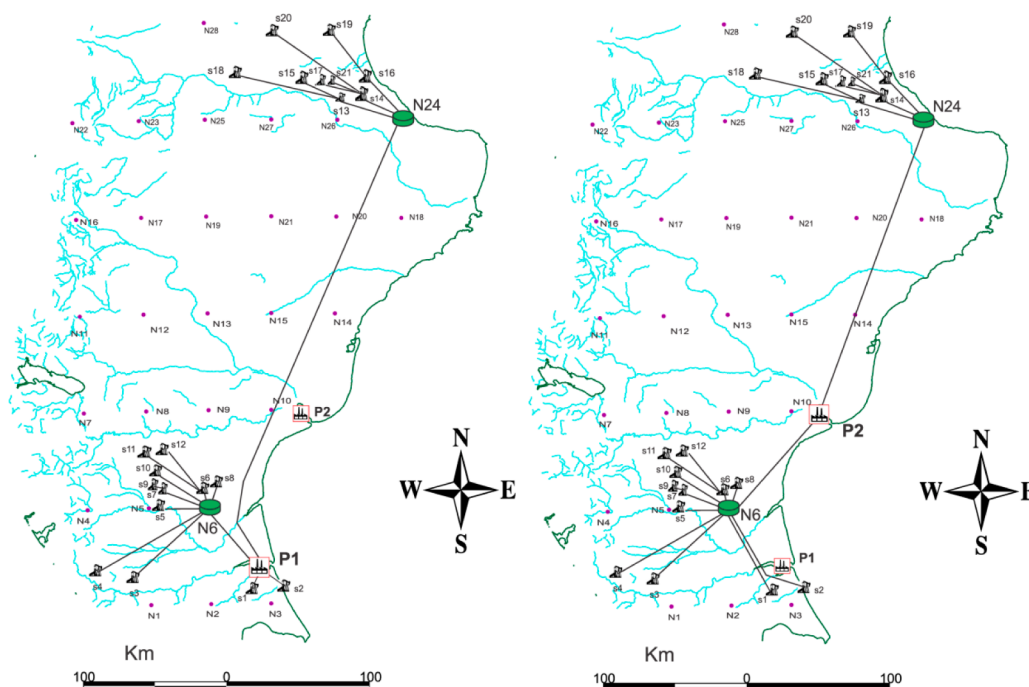 s20
s19
N28
s18
s15
s17
s21
s16
s14
s13
N24
N22
N23
N25
N27
N26
N16
N17
N19
N21
N20
N18
N11
N12
N13
N15
N14
N7
N8
N9
N10
P2
s11
s12
s10
s9
s7
s6
s8
N4
N5
s5
N6
P1
s4
s3
s1
s2
N1
N2
N3
N
W
E
S
Km
100
0
100
s20
s19
N28
s18
s15
s17
s21
s16
s14
s13
N24
N22
N23
N25
N27
N26
N16
N17
N19
N21
N20
N18
N11
N12
N13
N15
N14
N7
N8
N9
N10
P2
s11
s12
s10
s9
s7
s6
s8
N4
N5
s5
N6
P1
s4
s3
s1
s2
N1
N2
N3
N
W
E
S
Km
100
0
100